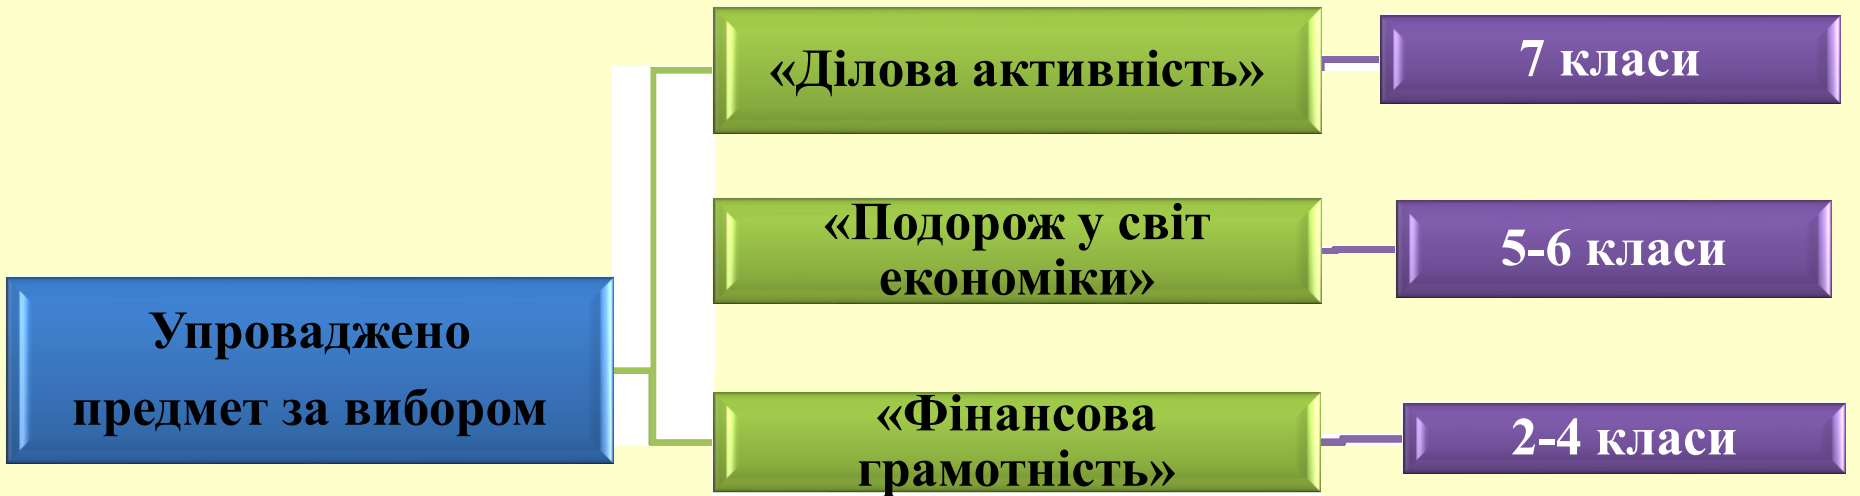 Упроваджено
предмет за вибором
«Ділова активність»
7 класи
«Подорож у світ
економіки»
5-6 класи
«Фінансова
грамотність»
2-4 класи